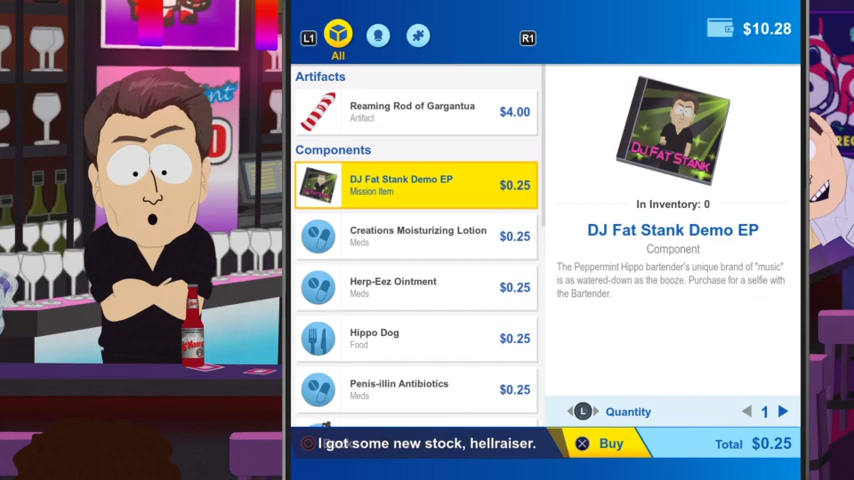 L1
R1
$10.28
All
Artifacts
Reaming Rod of Gargantua
Artifact
$4.00
Components
DJ Fat Stank Demo EP
Mission Item
$0.25
Creations Moisturizing Lotion
Meds
$0.25
Herp-Eez Ointment
Meds
$0.25
Hippo Dog
Food
$0.25
Penis-illin Antibiotics
Meds
$0.25
DJ FAT STANK
In Inventory: 0
DJ Fat Stank Demo EP
Component
The Peppermint Hippo bartender's unique brand of "music"
is as watered-down as the booze. Purchase for a selfie with
the Bartender.
L
Quantity
1
I got some new stock, hellraiser.
Buy
Total $0.25